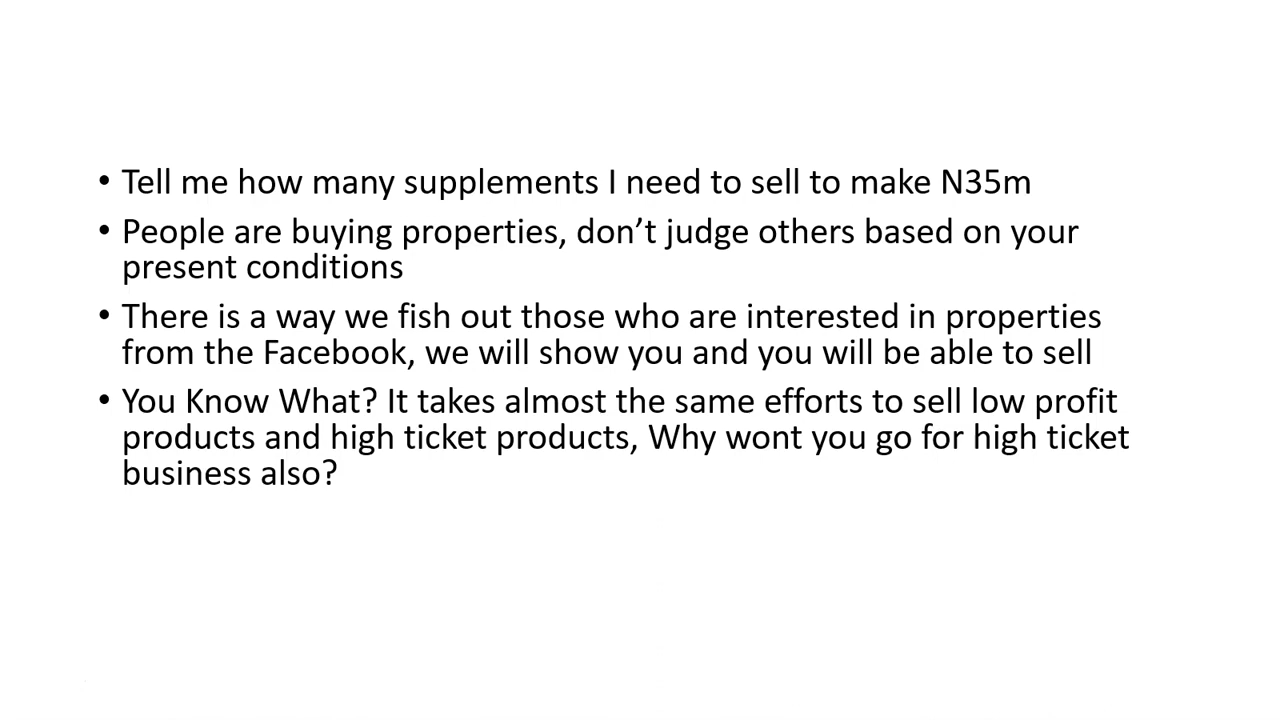 • Tell me how many supplements I need to sell to make N35m
• People are buying properties, don’t judge others based on your
present conditions
• There is a way we fish out those who are interested in properties
from the Facebook, we will show you and you will be able to sell
• You Know What? It takes almost the same efforts to sell low profit
products and high ticket products, Why wont you go for high ticket
business also?